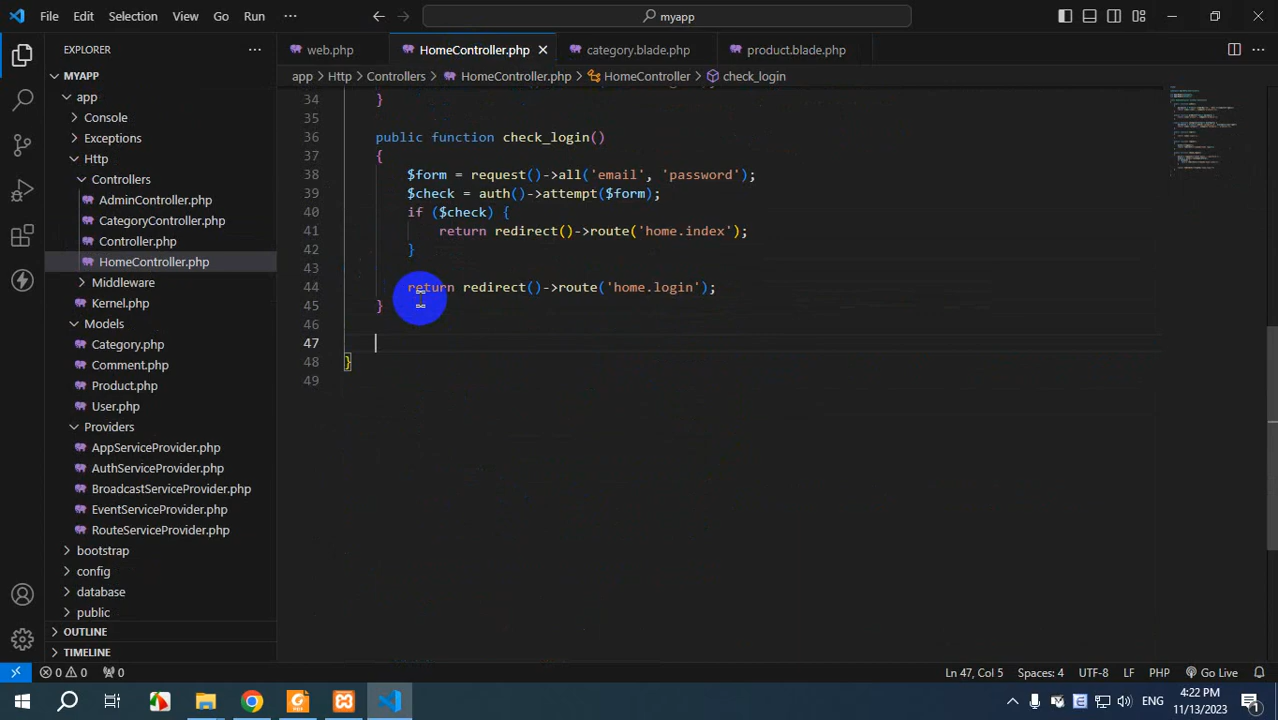 File Edit Selection View Go Run ··· myapp
EXPLORER ···
web.php HomeController.php category.blade.php product.blade.php ···
MYAPP
app
Console
Exceptions
Http
Controllers
AdminController.php
CategoryController.php
Controller.php
HomeController.php
Middleware
Kernel.php
Models
Category.php
Comment.php
Product.php
User.php
Providers
AppServiceProvider.php
AuthServiceProvider.php
BroadcastServiceProvider.php
EventServiceProvider.php
RouteServiceProvider.php
bootstrap
config
database
public
OUTLINE
TIMELINE
app > Http > Controllers > HomeController.php > HomeController > check_login
34 }
35
36 public function check_login()
37 {
38 $form = request()->all('email', 'password');
39 $check = auth()->attempt($form);
40 if ($check) {
41 return redirect()->route('home.index');
42 }
43
44 return redirect()->route('home.login');
45 }
46
47
48 }
49
0 0 0 Ln 47, Col 5 Spaces: 4 UTF-8 LF PHP Go Live
ENG 4:22 PM
11/13/2023 1